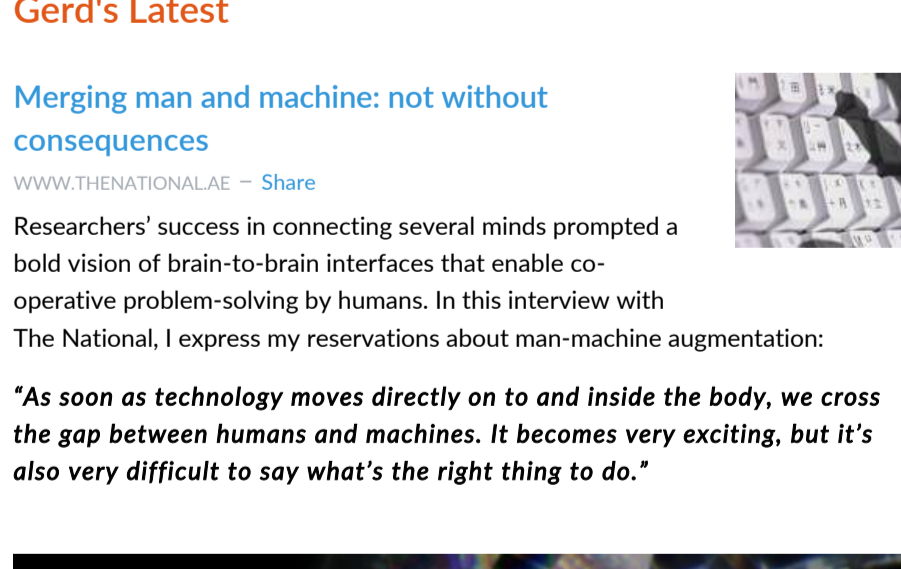 Gerd's Latest
Merging man and machine: not without
consequences
WWW.THENATIONAL.AE – Share
Researchers’ success in connecting several minds prompted a
bold vision of brain-to-brain interfaces that enable co-
operative problem-solving by humans. In this interview with
The National, I express my reservations about man-machine augmentation:
“As soon as technology moves directly on to and inside the body, we cross
the gap between humans and machines. It becomes very exciting, but it’s
also very difficult to say what’s the right thing to do.”